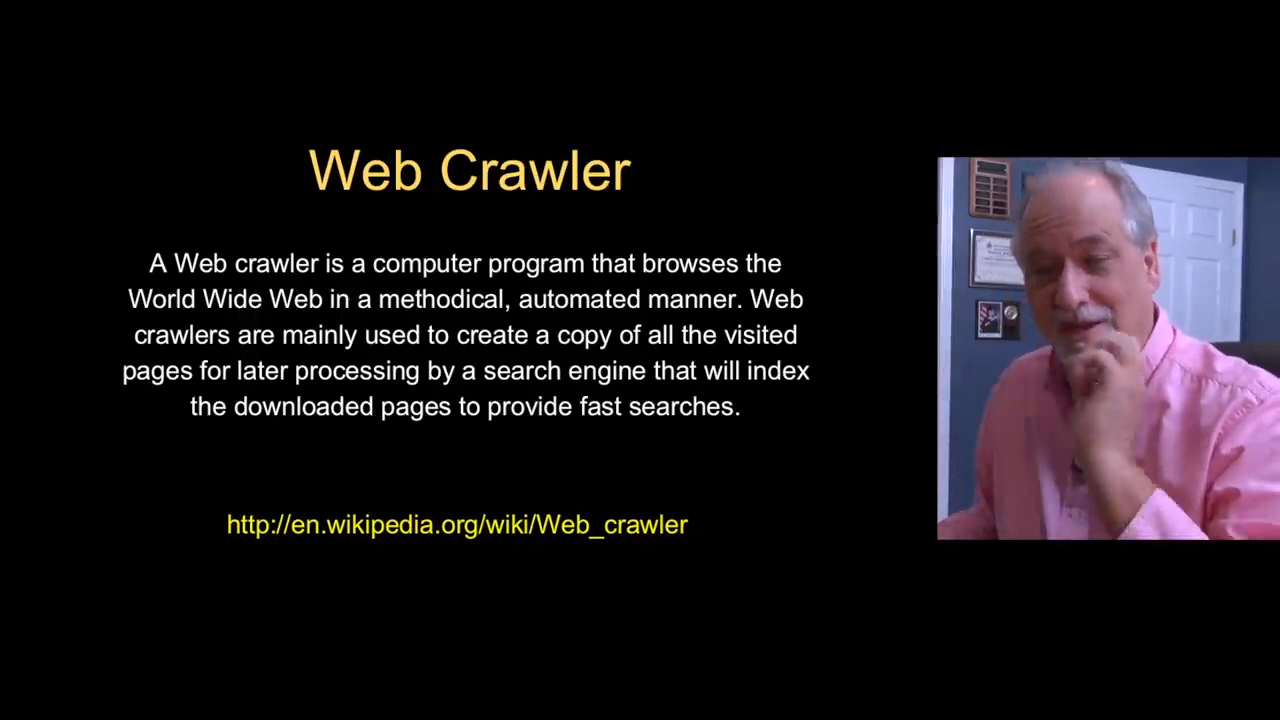 Web Crawler
A Web crawler is a computer program that browses the
World Wide Web in a methodical, automated manner. Web
crawlers are mainly used to create a copy of all the visited
pages for later processing by a search engine that will index
the downloaded pages to provide fast searches.
http://en.wikipedia.org/wiki/Web_crawler